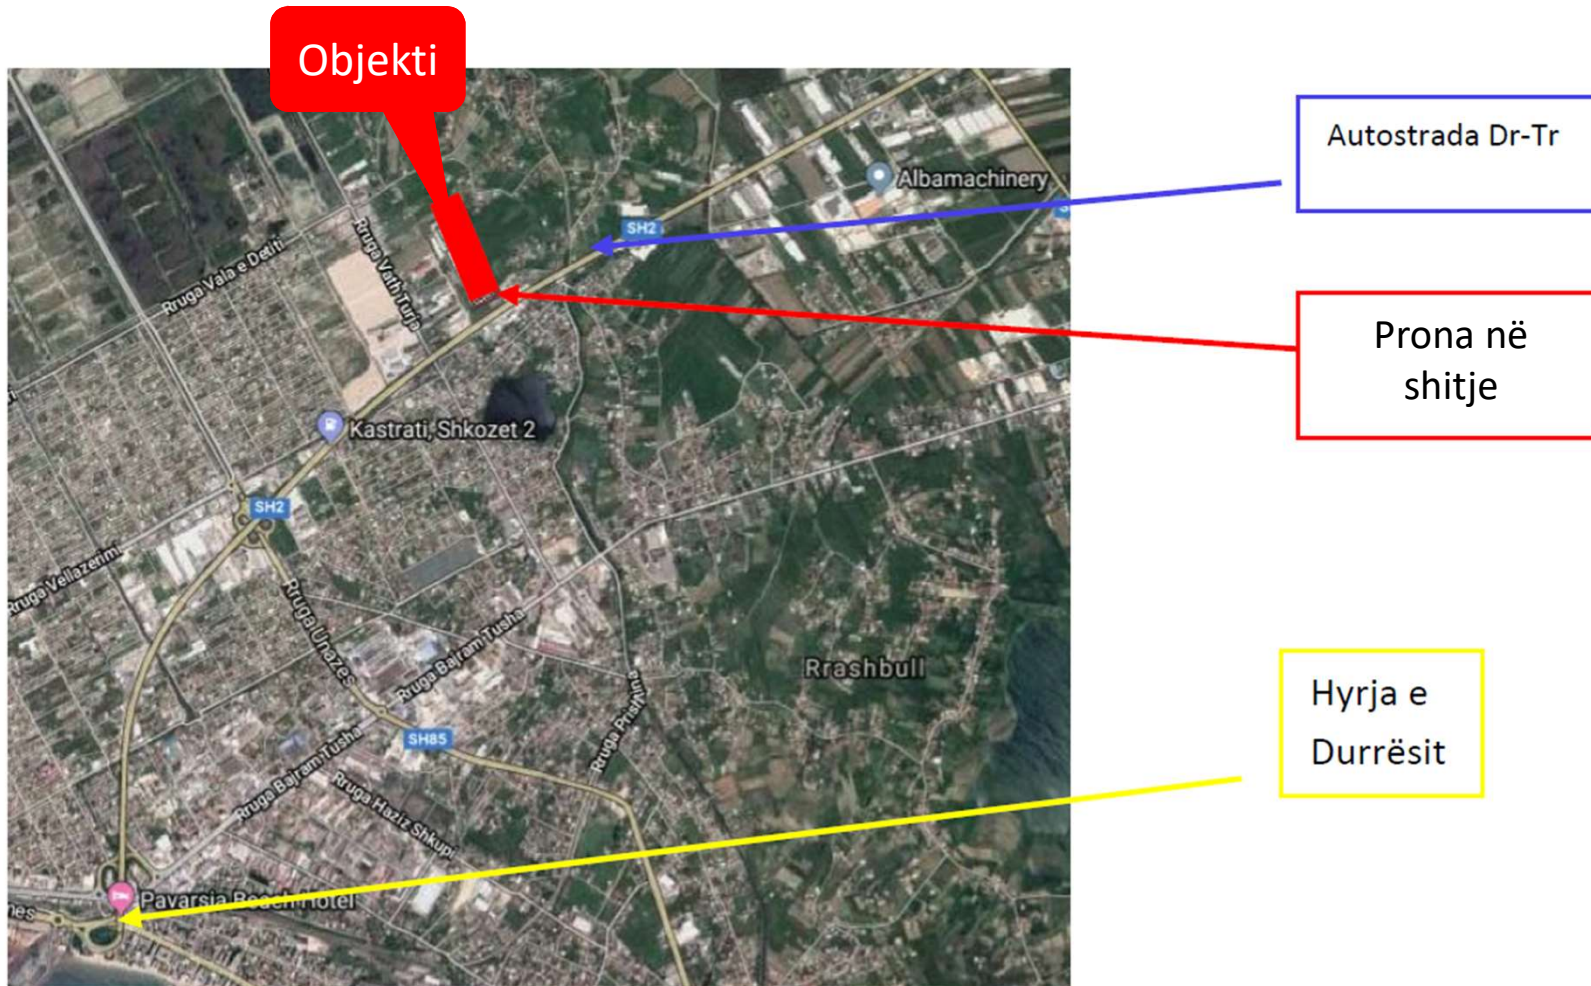 Objekti
Autostrada Dr-Tr
Albamachinery
SH2
Rruga Vala e Detiti
Rruga Vath Turja
Prona në
shitje
Kastrati, Shkozet 2
SH2
Rruga Vellazerimi
Rruga Unazes
Rruga Bajram Tusha
Rrashbull
Rruga Prishtina
Hyrja e
Durrësit
SH85
Rruga Bajram Tusha
Rruga Haziz Shkupi
Pavarsia Beach Hotel